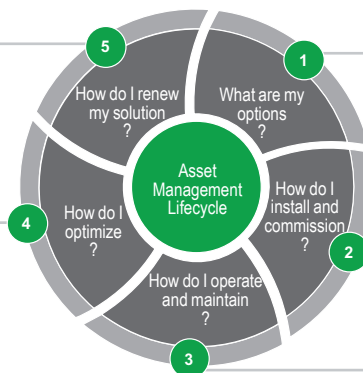 5
1
How do I renew
my solution
?
What are my
options
?
Asset
Management
Lifecycle
How do I
install and
commission
?
2
How do I
optimize
?
4
How do I operate
and maintain
?
3